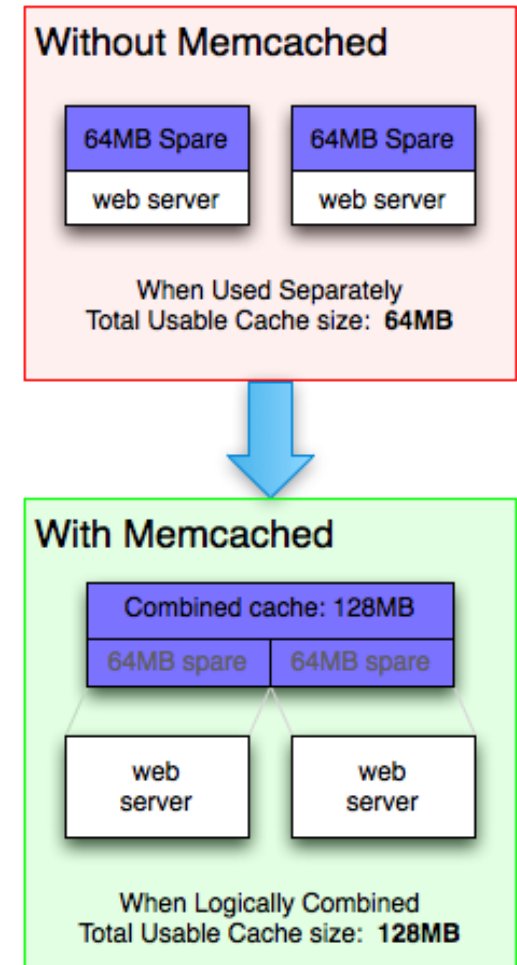 Without Memcached
64MB Spare
web server
64MB Spare
web server
When Used Separately
Total Usable Cache size: 64MB
With Memcached
Combined cache: 128MB
64MB spare
64MB spare
web
server
web
server
When Logically Combined
Total Usable Cache size: 128MB